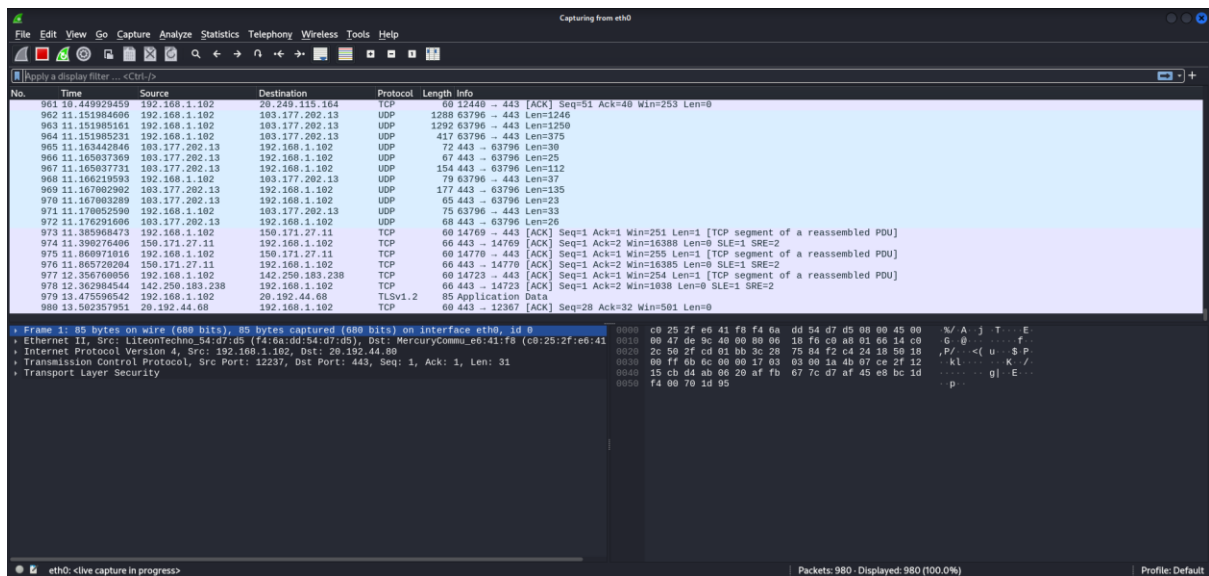 Capturing from eth0
File Edit View Go Capture Analyze Statistics Telephony Wireless Tools Help
Apply a display filter ... <Ctrl-/>
No. Time Source Destination Protocol Length Info
961 10.449929459 192.168.1.102 20.249.115.164 TCP 60 12440 → 443 [ACK] Seq=51 Ack=40 Win=253 Len=0
962 11.151984606 192.168.1.102 103.177.202.13 UDP 1288 63796 → 443 Len=1246
963 11.151985161 192.168.1.102 103.177.202.13 UDP 1292 63796 → 443 Len=1250
964 11.151985231 192.168.1.102 103.177.202.13 UDP 417 63796 → 443 Len=375
965 11.163442846 103.177.202.13 192.168.1.102 UDP 72 443 → 63796 Len=30
966 11.165037369 103.177.202.13 192.168.1.102 UDP 67 443 → 63796 Len=25
967 11.165037731 103.177.202.13 192.168.1.102 UDP 154 443 → 63796 Len=112
968 11.166219593 192.168.1.102 103.177.202.13 UDP 79 63796 → 443 Len=37
969 11.167002902 103.177.202.13 192.168.1.102 UDP 177 443 → 63796 Len=135
970 11.167003289 103.177.202.13 192.168.1.102 UDP 65 443 → 63796 Len=23
971 11.170052590 192.168.1.102 103.177.202.13 UDP 75 63796 → 443 Len=33
972 11.176291606 103.177.202.13 192.168.1.102 UDP 68 443 → 63796 Len=26
973 11.385968473 192.168.1.102 150.171.27.11 TCP 60 14769 → 443 [ACK] Seq=1 Ack=1 Win=251 Len=1 [TCP segment of a reassembled PDU]
974 11.390276406 150.171.27.11 192.168.1.102 TCP 66 443 → 14769 [ACK] Seq=1 Ack=2 Win=16388 Len=0 SLE=1 SRE=2
975 11.860971016 192.168.1.102 150.171.27.11 TCP 60 14770 → 443 [ACK] Seq=1 Ack=1 Win=255 Len=1 [TCP segment of a reassembled PDU]
976 11.865720204 150.171.27.11 192.168.1.102 TCP 66 443 → 14770 [ACK] Seq=1 Ack=2 Win=16385 Len=0 SLE=1 SRE=2
977 12.356760056 192.168.1.102 142.250.183.238 TCP 60 14723 → 443 [ACK] Seq=1 Ack=1 Win=254 Len=1 [TCP segment of a reassembled PDU]
978 12.362984544 142.250.183.238 192.168.1.102 TCP 66 443 → 14723 [ACK] Seq=1 Ack=2 Win=1038 Len=0 SLE=1 SRE=2
979 13.475596542 192.168.1.102 20.192.44.68 TLSv1.2 85 Application Data
980 13.502357951 20.192.44.68 192.168.1.102 TCP 60 443 → 12367 [ACK] Seq=28 Ack=32 Win=501 Len=0
Frame 1: 85 bytes on wire (680 bits), 85 bytes captured (680 bits) on interface eth0, id 0
Ethernet II, Src: LiteonTechno_54:d7:d5 (f4:6a:dd:54:d7:d5), Dst: MercuryCommu_e6:41:f8 (c0:25:2f:e6:41
Internet Protocol Version 4, Src: 192.168.1.102, Dst: 20.192.44.80
Transmission Control Protocol, Src Port: 12237, Dst Port: 443, Seq: 1, Ack: 1, Len: 31
Transport Layer Security
0000 c0 25 2f e6 41 f8 f4 6a dd 54 d7 d5 08 00 45 00 ·%/·A··j ·T····E·
0010 00 47 de 9c 40 00 80 06 18 f6 c0 a8 01 66 14 c0 ·G··@··· ·····f··
0020 2c 50 2f cd 01 bb 3c 28 75 84 f2 c4 24 18 50 18 ,P/···<( u···$·P·
0030 00 ff 6b 6c 00 00 17 03 03 00 1a 4b 07 ce 2f 12 ··kl···· ···K··/·
0040 15 cb d4 ab 06 20 af fb 67 7c d7 af 45 e8 bc 1d ····· ·· g|··E···
0050 f4 00 70 1d 95 ··p··
eth0: <live capture in progress>
Packets: 980 · Displayed: 980 (100.0%)
Profile: Default